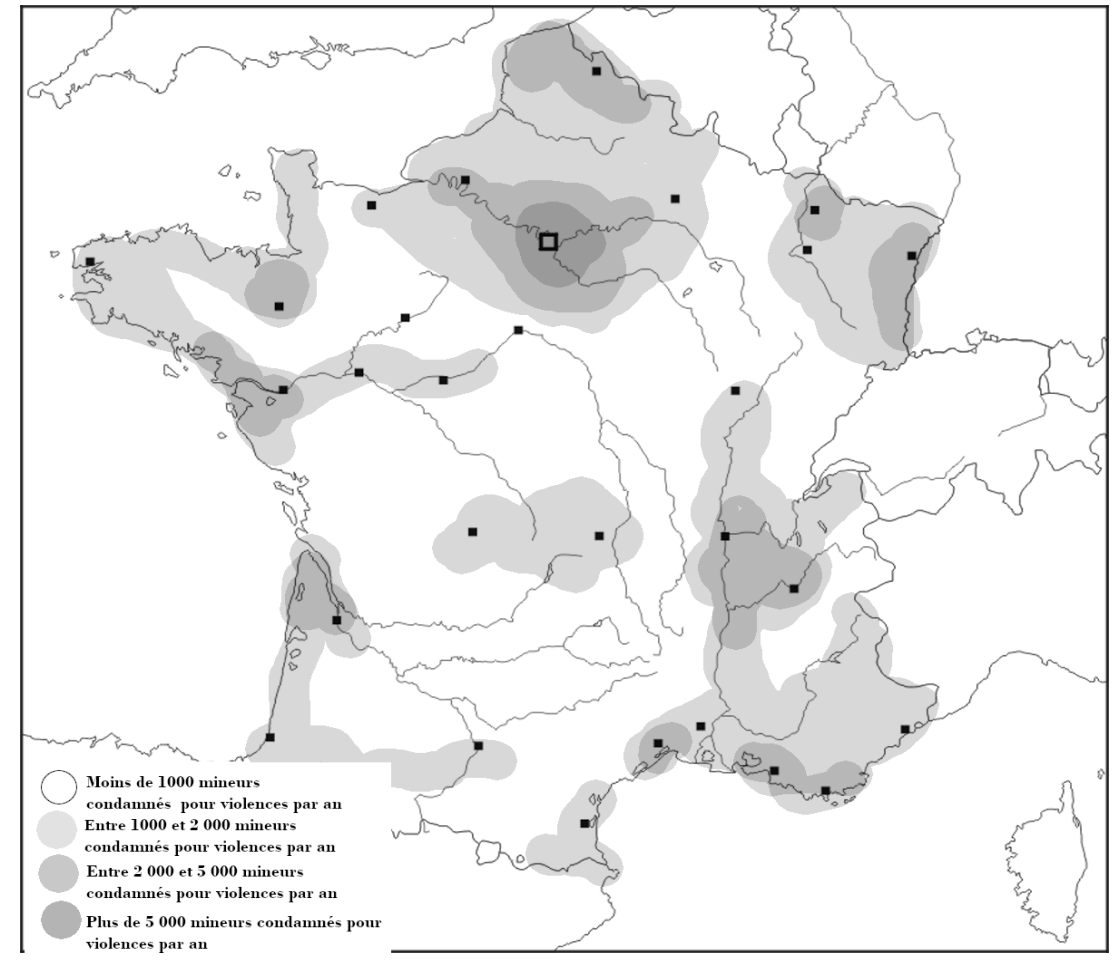 Moins de 1000 mineurs
condamnés pour violences par an
Entre 1000 et 2 000 mineurs
condamnés pour violences par an
Entre 2 000 et 5 000 mineurs
condamnés pour violences par an
Plus de 5 000 mineurs condamnés pour
violences par an